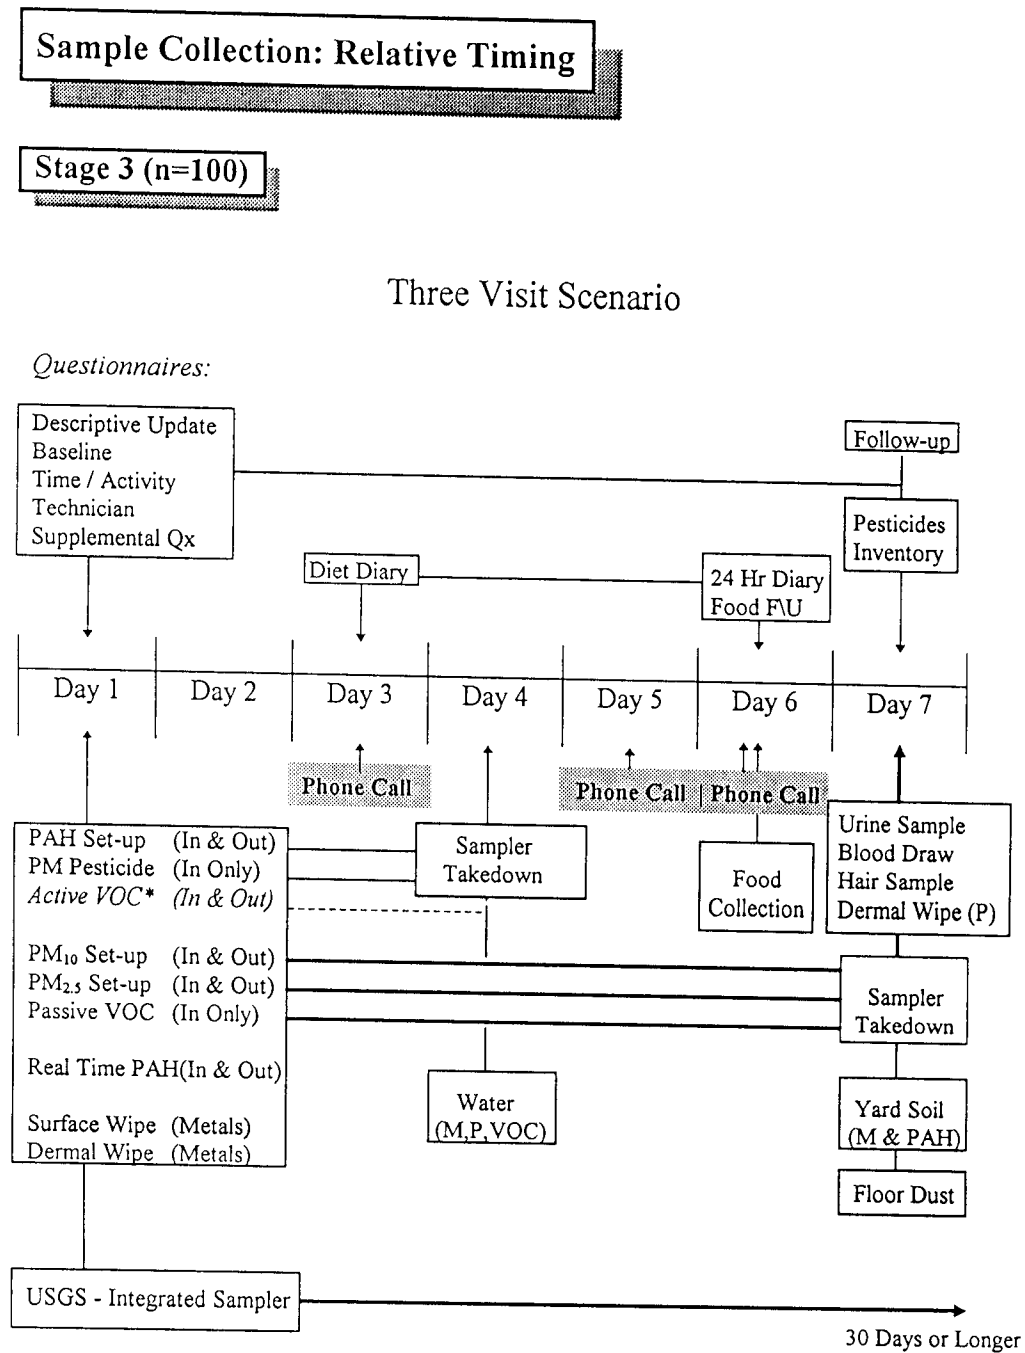 Sample Collection: Relative Timing
Stage 3 (n=100)
Three Visit Scenario
Questionnaires:
Descriptive Update
Baseline
Time / Activity
Technician
Supplemental Qx
Follow-up
Pesticides
Inventory
Diet Diary
24 Hr Diary
Food F\U
Day 1
Day 2
Day 3
Day 4
Day 5
Day 6
Day 7
Phone Call
Phone Call | Phone Call
PAH Set-up (In & Out)
PM Pesticide (In Only)
Active VOC* (In & Out)
PM10 Set-up (In & Out)
PM2.5 Set-up (In & Out)
Passive VOC (In Only)
Real Time PAH(In & Out)
Surface Wipe (Metals)
Dermal Wipe (Metals)
Sampler
Takedown
Water
(M,P,VOC)
Food
Collection
Urine Sample
Blood Draw
Hair Sample
Dermal Wipe (P)
Sampler
Takedown
Yard Soil
(M & PAH)
Floor Dust
USGS - Integrated Sampler
30 Days or Longer